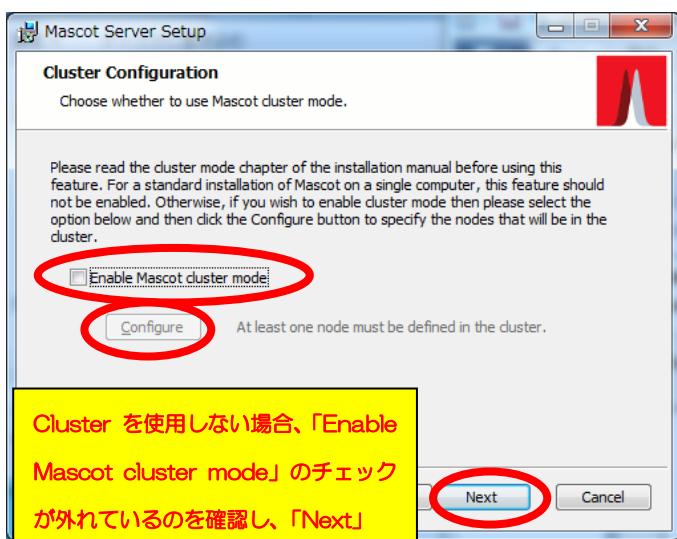 Mascot Server Setup
Cluster Configuration
Choose whether to use Mascot cluster mode.
Please read the cluster mode chapter of the installation manual before using this
feature. For a standard installation of Mascot on a single computer, this feature should
not be enabled. Otherwise, if you wish to enable cluster mode then please select the
option below and then click the Configure button to specify the nodes that will be in the
cluster.
Enable Mascot cluster mode
Configure At least one node must be defined in the cluster.
Cluster を使用しない場合、「Enable
Mascot cluster mode」のチェック
が外れているのを確認し、「Next」
Next Cancel